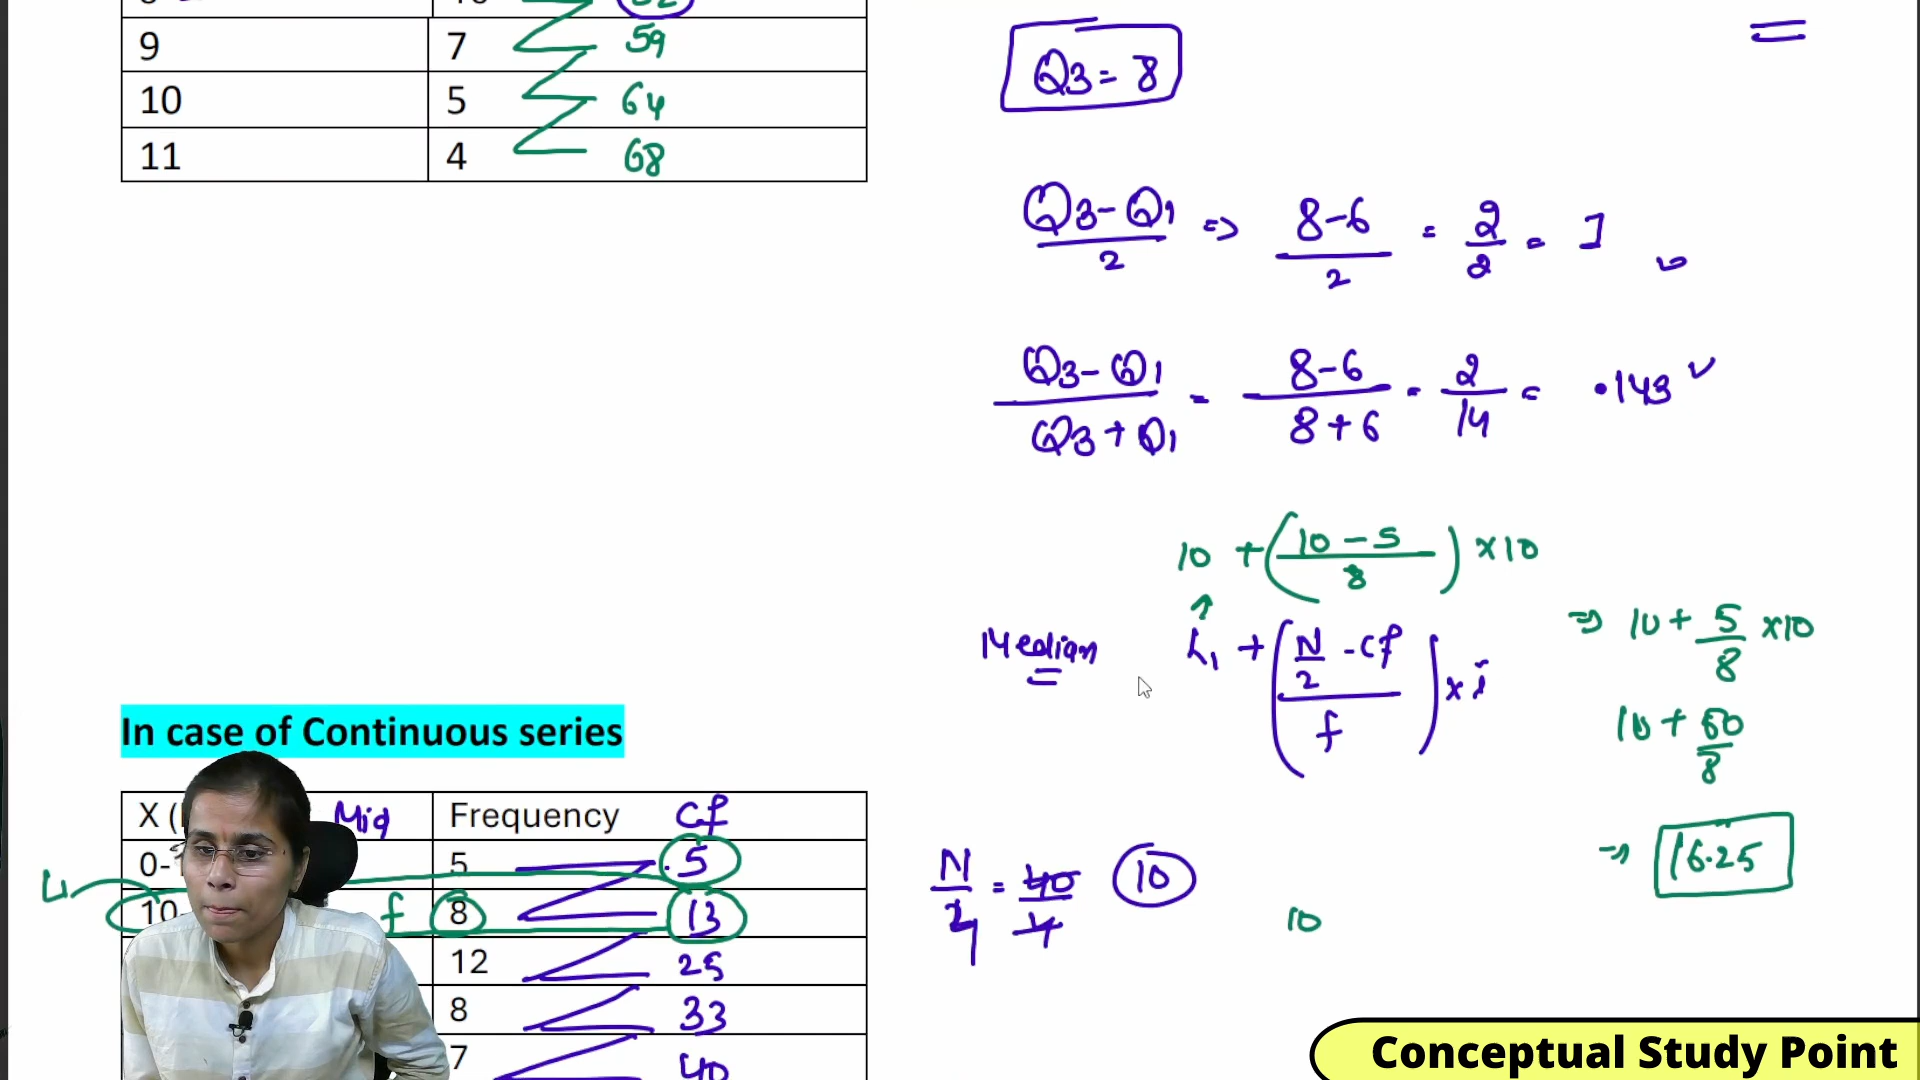 9 7 59
10 5 64
11 4 68
Q3 = 8
Q3-Q1 / 2 => 8-6 / 2 = 2/2 = 1
Q3-Q1 / Q3+Q1 = 8-6 / 8+6 = 2/14 = .143 ✓
10 + (10-5 / 8) ×10
Median L1 + (N/2 -cf / f) × i
=> 10 + 5/8 ×10
10 + 50/8
=> 16.25
In case of Continuous series
X ( Mid Frequency cf
0- 5 5
L1 10- f 8 13
12 25
8 33
7 40
N/4 = 40/4 10
10
Conceptual Study Point